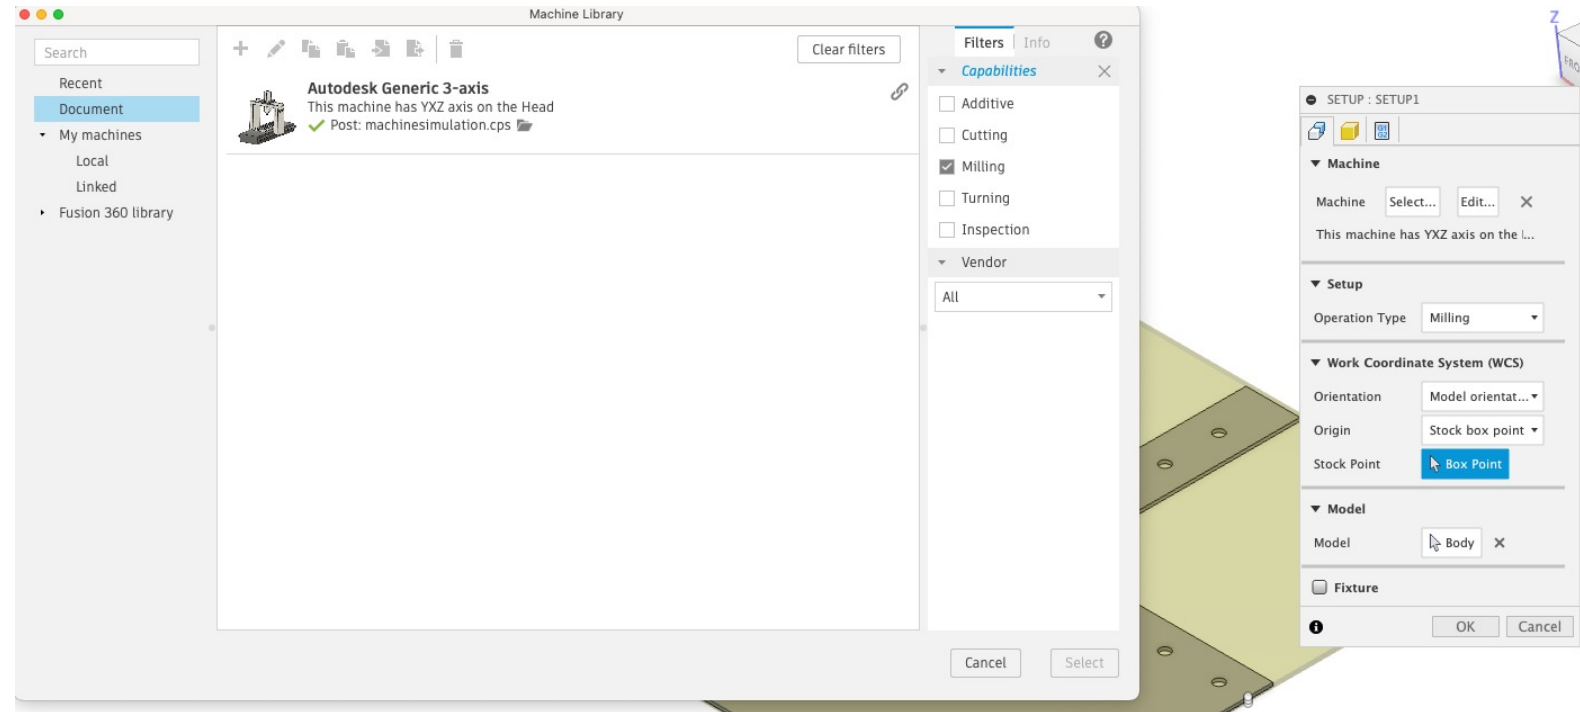 Machine Library
Search
Clear filters
Filters
Info
Recent
Document
My machines
Local
Linked
Fusion 360 library
Autodesk Generic 3-axis
This machine has YXZ axis on the Head
Post: machinesimulation.cps
Capabilities
Additive
Cutting
Milling
Turning
Inspection
Vendor
All
Cancel
Select
Z
FRO
SETUP : SETUP1
G1
G2
Machine
Machine Select... Edit...
This machine has YXZ axis on the l...
Setup
Operation Type Milling
Work Coordinate System (WCS)
Orientation Model orientat...
Origin Stock box point
Stock Point Box Point
Model
Model Body
Fixture
OK Cancel